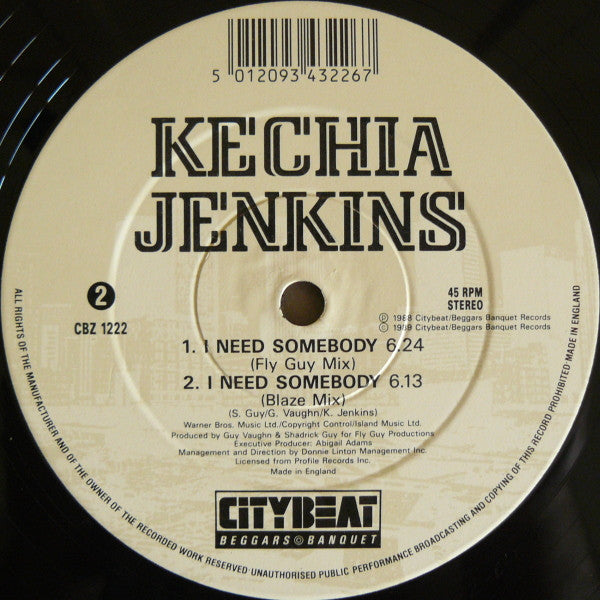 5 012093 432267
KECHIA
JENKINS
2
CBZ 1222
45 RPM
STEREO
℗ 1988 Citybeat/Beggars Banquet Records
© 1989 Citybeat/Beggars Banquet Records
1. I NEED SOMEBODY 6.24
(Fly Guy Mix)
2. I NEED SOMEBODY 6.13
(Blaze Mix)
(S. Guy/G. Vaughn/K. Jenkins)
Warner Bros. Music Ltd./Copyright Control/Island Music Ltd.
Produced by Guy Vaughn & Shadrick Guy for Fly Guy Productions
Executive Producer: Abigail Adams
Management and Direction by Donnie Linton Management Inc.
Licensed from Profile Records Inc.
Made in England
CITYBEAT
BEGGARS©BANQUET
ALL RIGHTS OF THE MANUFACTURER AND OF THE OWNER OF THE RECORDED WORK RESERVED·UNAUTHORISED PUBLIC PERFORMANCE BROADCASTING AND COPYING OF THIS RECORD PROHIBITED·MADE IN ENGLAND